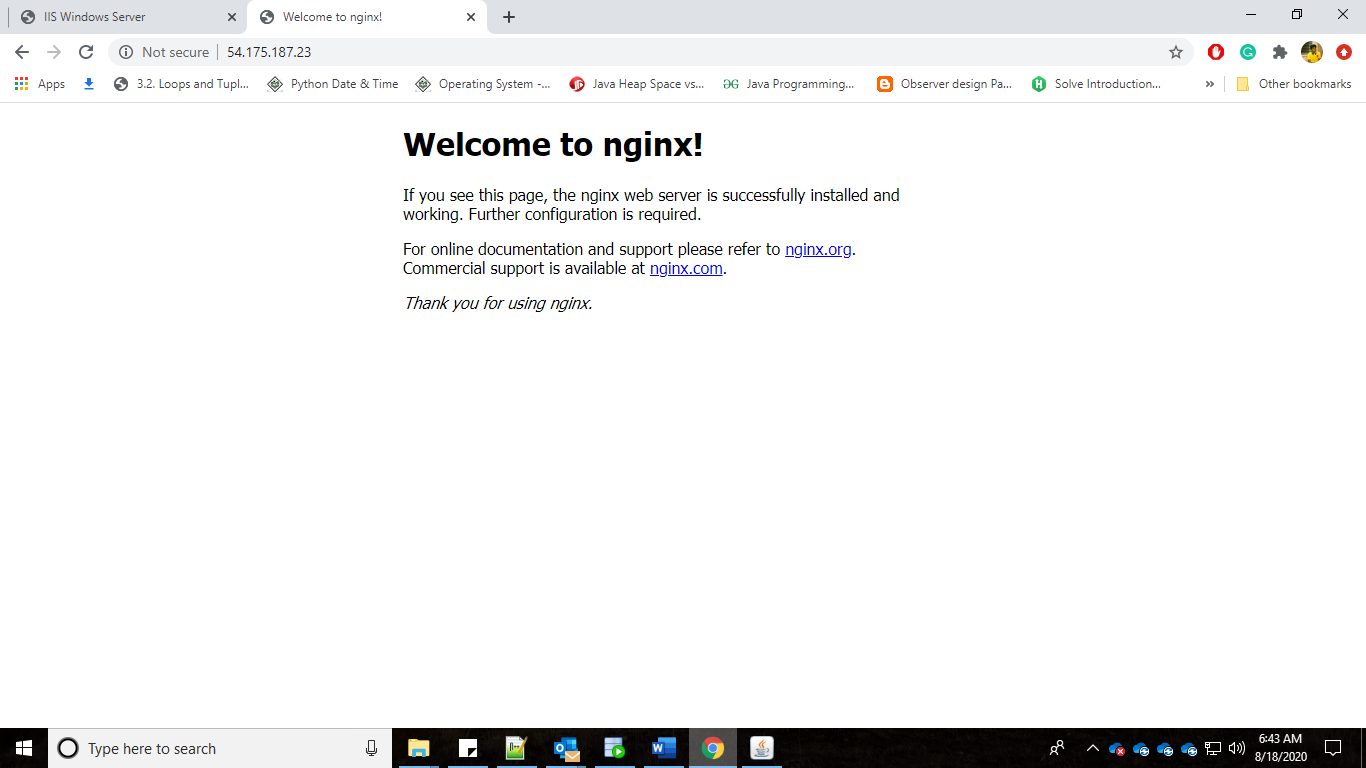 IIS Windows Server
Welcome to nginx!
Not secure
54.175.187.23
Apps
3.2. Loops and Tupl...
Python Date & Time
Operating System -...
Java Heap Space vs...
Java Programming...
Observer design Pa...
Solve Introduction...
»
Other bookmarks
Welcome to nginx!
If you see this page, the nginx web server is successfully installed and
working. Further configuration is required.
For online documentation and support please refer to nginx.org.
Commercial support is available at nginx.com.
Thank you for using nginx.
Type here to search
6:43 AM
8/18/2020